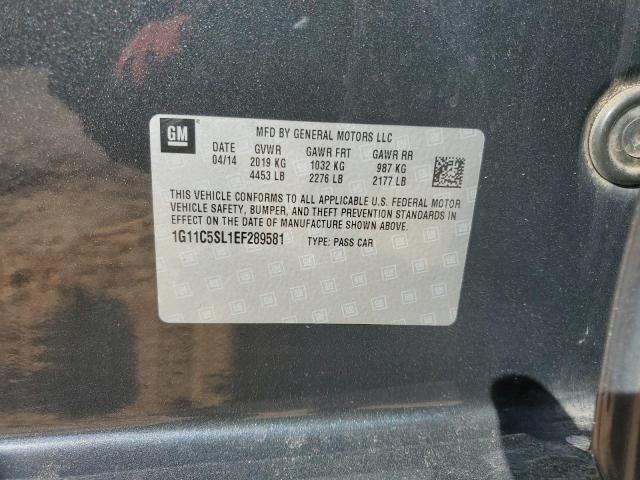 GM
MFD BY GENERAL MOTORS LLC
DATE GVWR GAWR FRT GAWR RR
04/14 2019 KG 1032 KG 987 KG
4453 LB 2276 LB 2177 LB
THIS VEHICLE CONFORMS TO ALL APPLICABLE U.S. FEDERAL MOTOR
VEHICLE SAFETY, BUMPER, AND THEFT PREVENTION STANDARDS IN
EFFECT ON THE DATE OF MANUFACTURE SHOWN ABOVE.
1G11C5SL1EF289581 TYPE: PASS CAR